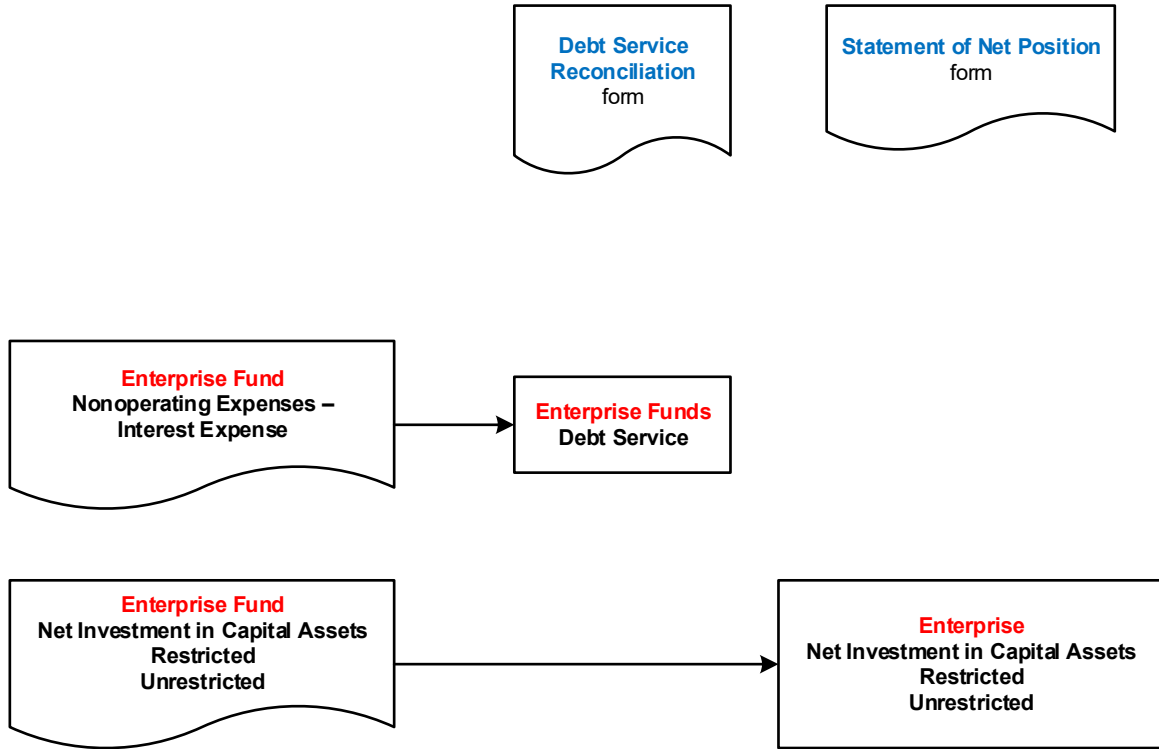 Debt Service
Reconciliation
form
Statement of Net Position
form
Enterprise Fund
Nonoperating Expenses –
Interest Expense
Enterprise Funds
Debt Service
Enterprise Fund
Net Investment in Capital Assets
Restricted
Unrestricted
Enterprise
Net Investment in Capital Assets
Restricted
Unrestricted